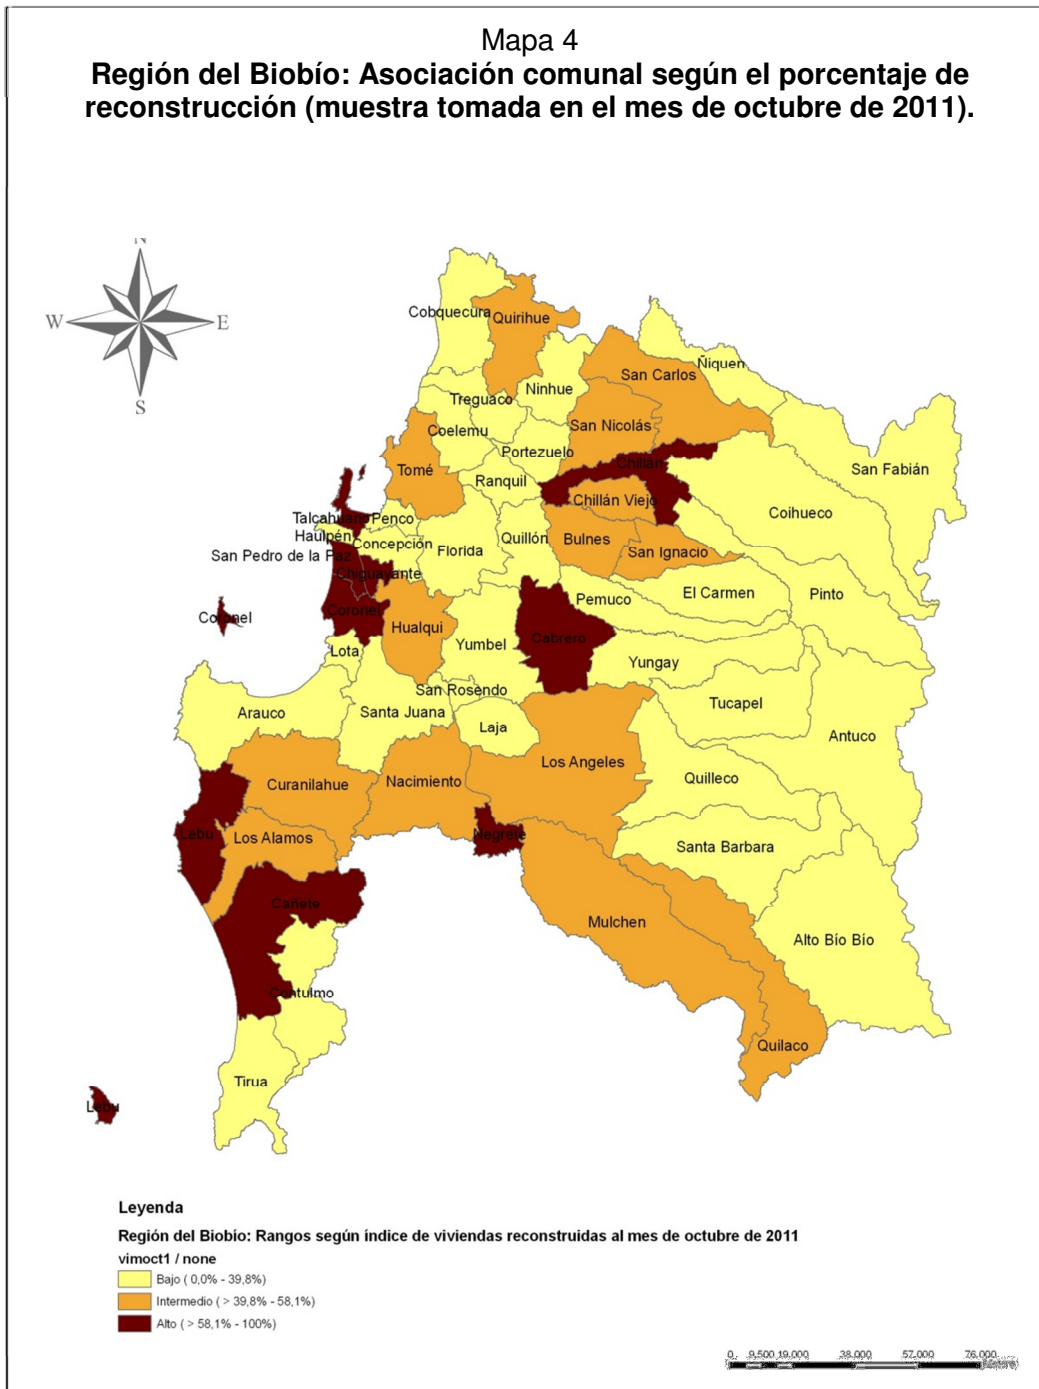 Mapa 4
Región del Biobío: Asociación comunal según el porcentaje de
reconstrucción (muestra tomada en el mes de octubre de 2011).
N
W
E
S
Cobquecura
Quirihue
Ñiquen
San Carlos
Ninhue
Treguaco
San Nicolás
Coelemu
Portezuelo
Chillán
San Fabián
Tomé
Ranquil
Chillán Viejo
Coihueco
Talcahuano
Penco
Haulpén
Concepción
Florida
Quillón
Bulnes
San Ignacio
San Pedro de la Paz
Chiguayante
El Carmen
Pinto
Pemuco
Coronel
Coronel
Hualqui
Cabrero
Yumbel
Lota
Yungay
San Rosendo
Tucapel
Arauco
Santa Juana
Laja
Antuco
Los Angeles
Curanilahue
Nacimiento
Quilleco
Lebu
Los Alamos
Negrete
Santa Barbara
Cañete
Mulchen
Alto Bío Bío
Contulmo
Quilaco
Tirua
Lebu
Leyenda
Región del Biobío: Rangos según índice de viviendas reconstruidas al mes de octubre de 2011
vimoct1 / none
Bajo ( 0,0% - 39,8%)
Intermedio ( > 39,8% - 58,1%)
Alto ( > 58,1% - 100%)
0 9.500 19.000 38.000 57.000 76.000